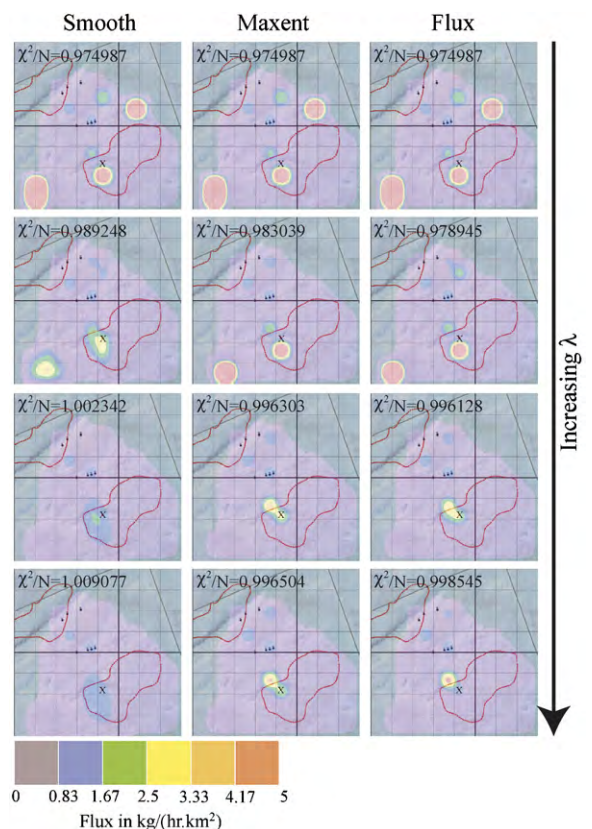 Smooth Maxent Flux
χ²/N=0.974987 χ²/N=0.974987 χ²/N=0.974987
X X X
χ²/N=0.989248 χ²/N=0.983039 χ²/N=0.978945
X X X
Increasing λ
χ²/N=1.002342 χ²/N=0.996303 χ²/N=0.996128
X X X
χ²/N=1.009077 χ²/N=0.996504 χ²/N=0.998545
X X X
0 0.83 1.67 2.5 3.33 4.17 5
Flux in kg/(hr.km²)